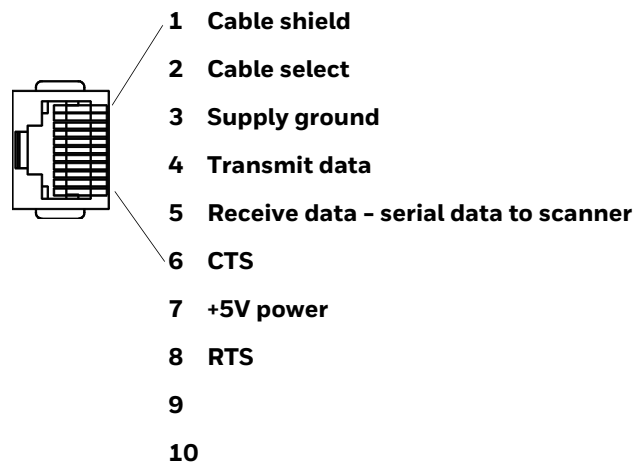 1 Cable shield
2 Cable select
3 Supply ground
4 Transmit data
5 Receive data – serial data to scanner
6 CTS
7 +5V power
8 RTS
9
10